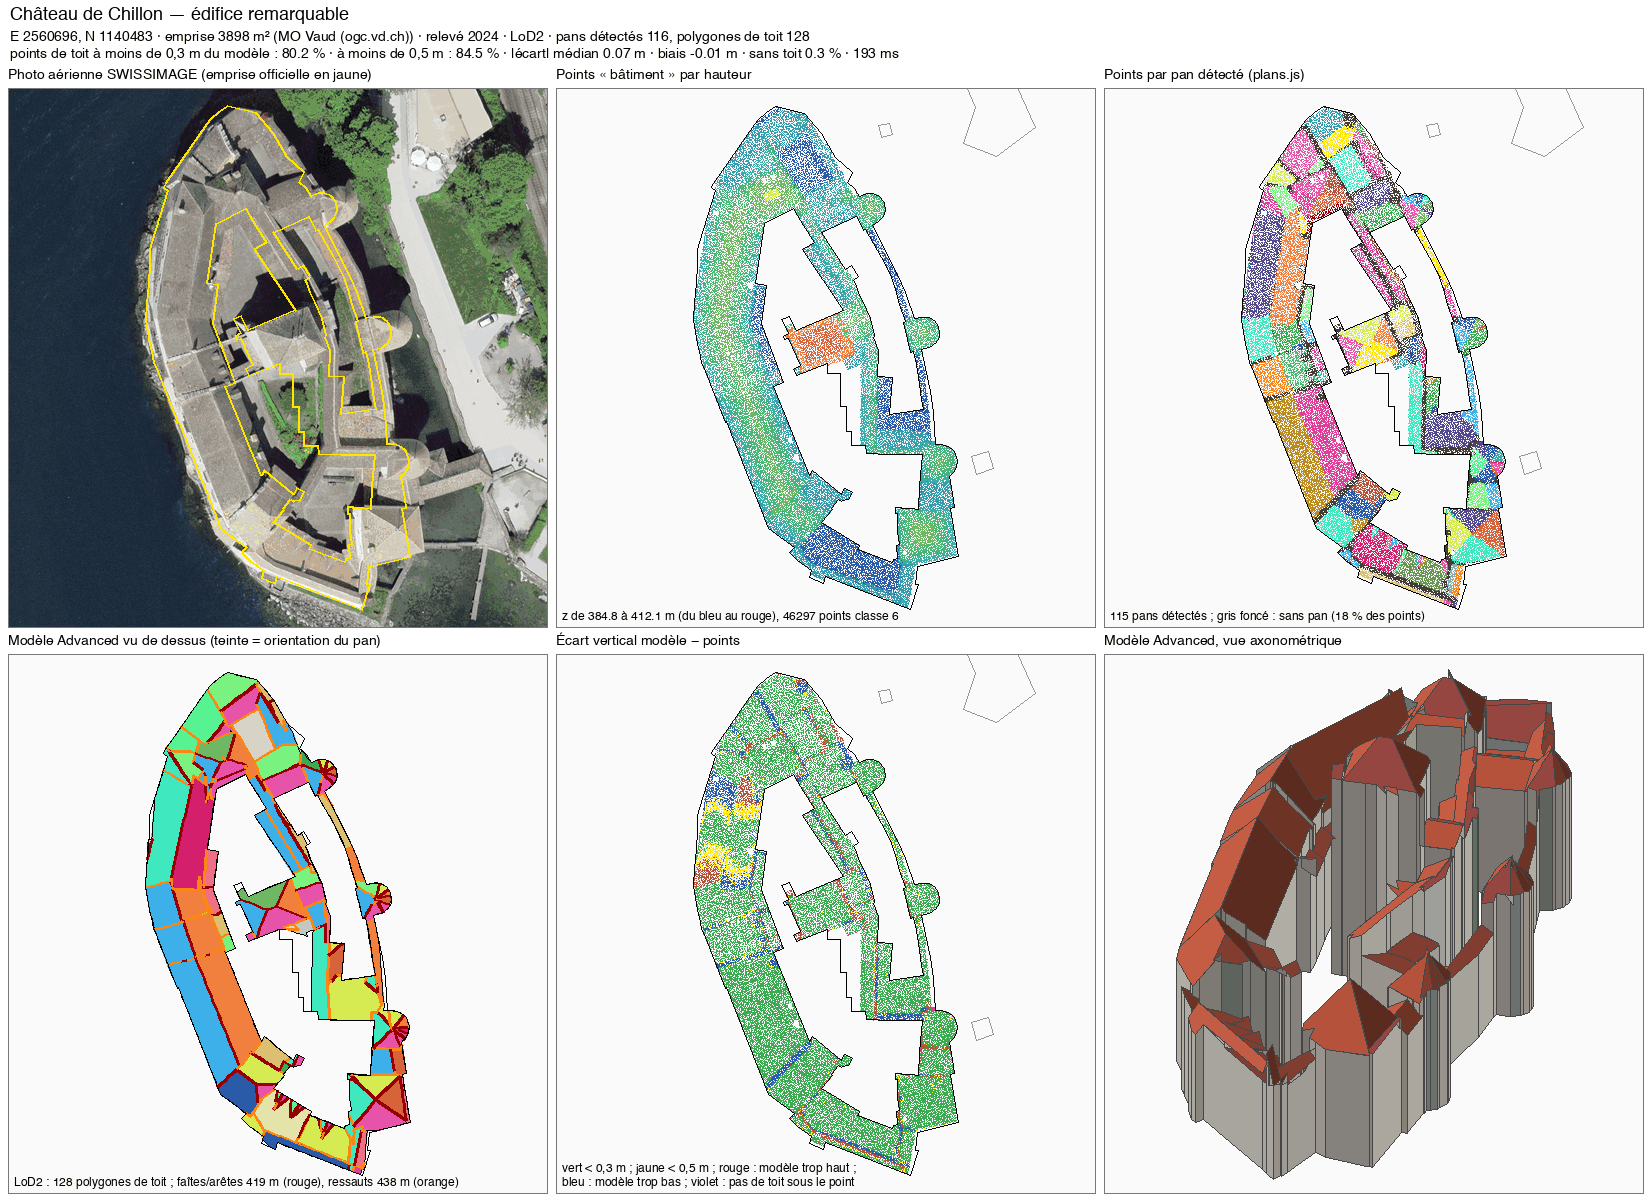 Château de Chillon — édifice remarquable
E 2560696, N 1140483 · emprise 3898 m² (MO Vaud (ogc.vd.ch)) · relevé 2024 · LoD2 · pans détectés 116, polygones de toit 128
points de toit à moins de 0,3 m du modèle : 80.2 % · à moins de 0,5 m : 84.5 % · lécartl médian 0.07 m · biais -0.01 m · sans toit 0.3 % · 193 ms
Photo aérienne SWISSIMAGE (emprise officielle en jaune)
Points « bâtiment » par hauteur
Points par pan détecté (plans.js)
z de 384.8 à 412.1 m (du bleu au rouge), 46297 points classe 6
115 pans détectés ; gris foncé : sans pan (18 % des points)
Modèle Advanced vu de dessus (teinte = orientation du pan)
Écart vertical modèle − points
Modèle Advanced, vue axonométrique
LoD2 : 128 polygones de toit ; faîtes/arêtes 419 m (rouge), ressauts 438 m (orange)
vert < 0,3 m ; jaune < 0,5 m ; rouge : modèle trop haut ;
bleu : modèle trop bas ; violet : pas de toit sous le point